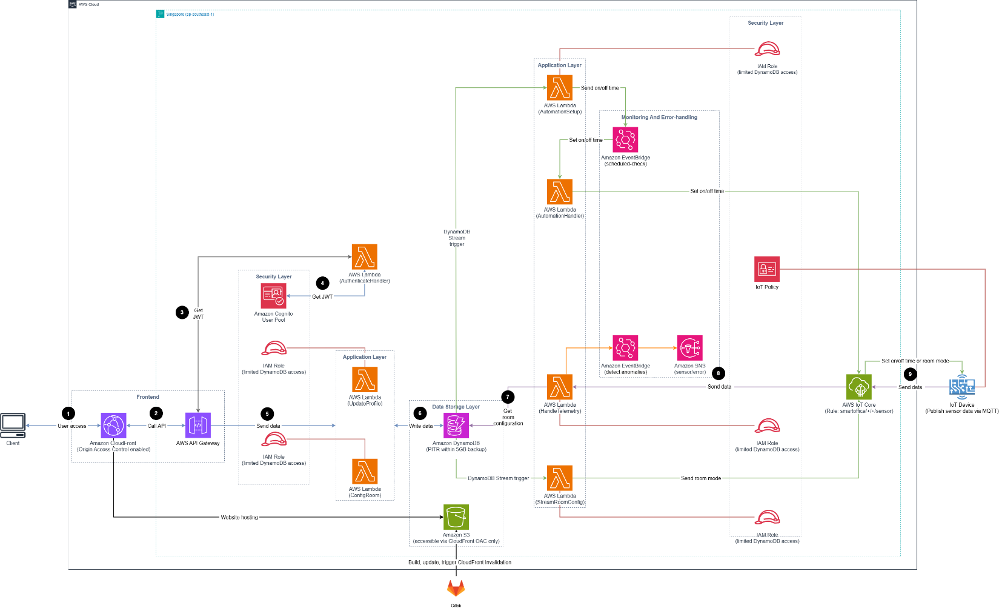 aws
AWS Cloud
Singapore (ap-southeast-1)
Security Layer
IAM Role
(limited DynamoDB access)
Application Layer
AWS Lambda
(AutomationSetup)
Send on/off time
Monitoring And Error-handling
Amazon EventBridge
(scheduled-check)
Set on/off time
AWS Lambda
(AutomationHandler)
Set on/off time
DynamoDB
Stream
trigger
AWS Lambda
(AuthenticateHandler)
Security Layer
4
Get JWT
Amazon Cognito
User Pool
3
Get
JWT
IoT Policy
IAM Role
(limited DynamoDB access)
Application Layer
AWS Lambda
(UpdateProfile)
Amazon EventBridge
(detect anomalies)
Amazon SNS
(sensor/error)
8
Set on/off time or room mode
9
Send data
Send data
AWS Lambda
(HandleTelemetry)
AWS IoT Core
(Rule: smartoffice/+/+/sensor)
IoT Device
(Publish sensor data via MQTT)
Frontend
1
User access
2
Call API
5
Send data
6
Write data
7
Get
room
configuration
Data Storage Layer
Client
Amazon CloudFront
(Origin Access Control enabled)
AWS API Gateway
IAM Role
(limited DynamoDB access)
Amazon DynamoDB
(PITR within 5GB backup)
IAM Role
(limited DynamoDB access)
AWS Lambda
(ConfigRoom)
DynamoDB Stream trigger
AWS Lambda
(StreamRoomConfig)
Send room mode
Website hosting
Amazon S3
(accessible via CloudFront OAC only)
IAM Role
(limited DynamoDB access)
Build, update, trigger CloudFront Invalidation
Gitlab